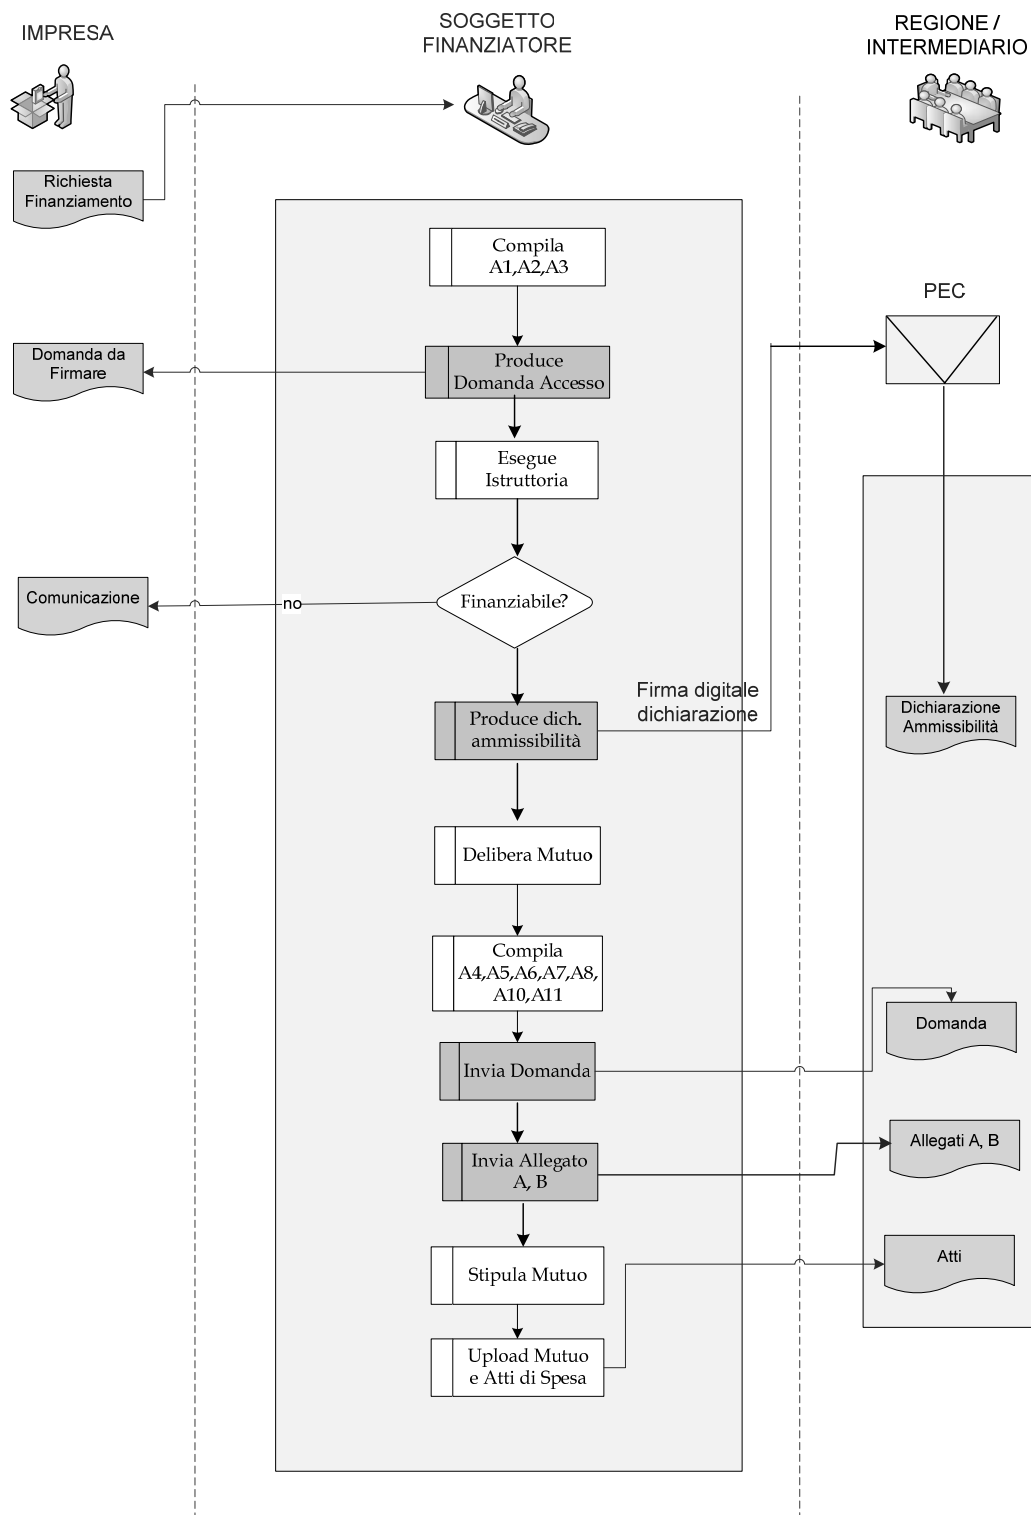 IMPRESA
SOGGETTO
FINANZIATORE
REGIONE /
INTERMEDIARIO
Richiesta
Finanziamento
Compila
A1,A2,A3
PEC
Domanda da
Firmare
Produce
Domanda Accesso
Esegue
Istruttoria
Comunicazione
no
Finanziabile?
Firma digitale
dichiarazione
Produce dich.
ammissibilità
Dichiarazione
Ammissibilità
Delibera Mutuo
Compila
A4,A5,A6,A7,A8,
A10,A11
Domanda
Invia Domanda
Invia Allegato
A, B
Allegati A, B
Stipula Mutuo
Atti
Upload Mutuo
e Atti di Spesa